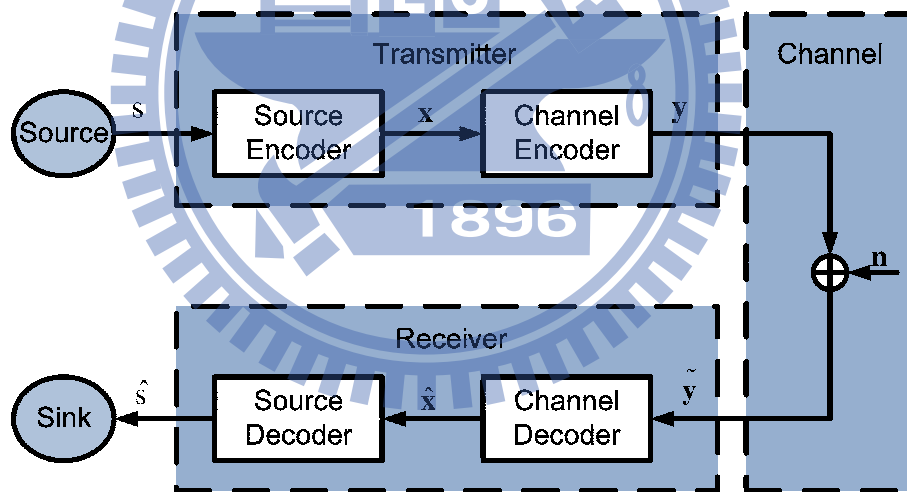 Transmitter
Channel
Source
s
Source
Encoder
x
Channel
Encoder
y
1896
n
Receiver
Sink
ŝ
Source
Decoder
x̂
Channel
Decoder
ỹ